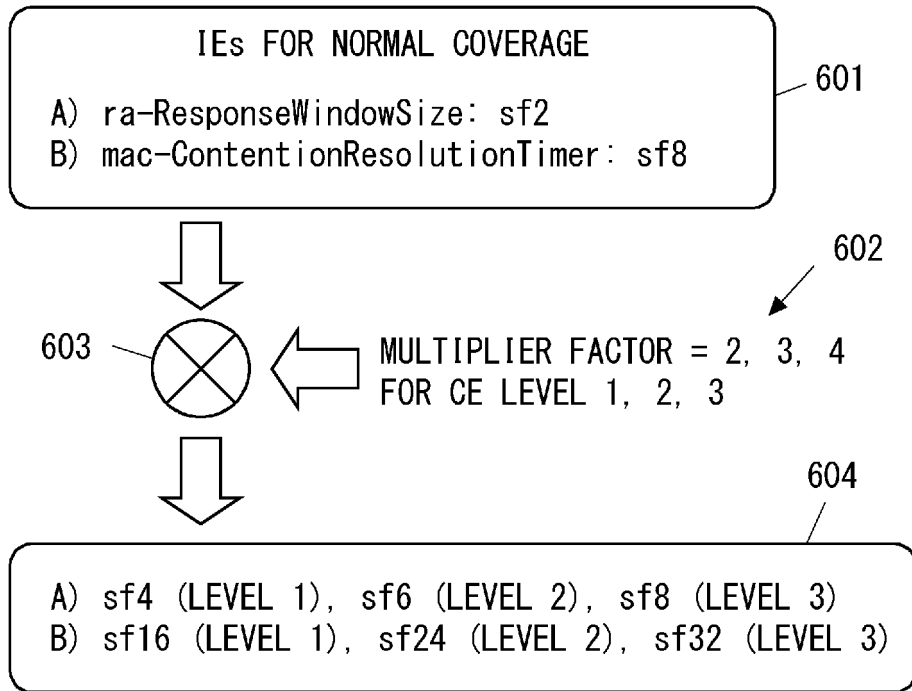 IEs FOR NORMAL COVERAGE
601
A) ra-ResponseWindowSize: sf2
B) mac-ContentionResolutionTimer: sf8
602
603
MULTIPLIER FACTOR = 2, 3, 4
FOR CE LEVEL 1, 2, 3
604
A) sf4 (LEVEL 1), sf6 (LEVEL 2), sf8 (LEVEL 3)
B) sf16 (LEVEL 1), sf24 (LEVEL 2), sf32 (LEVEL 3)